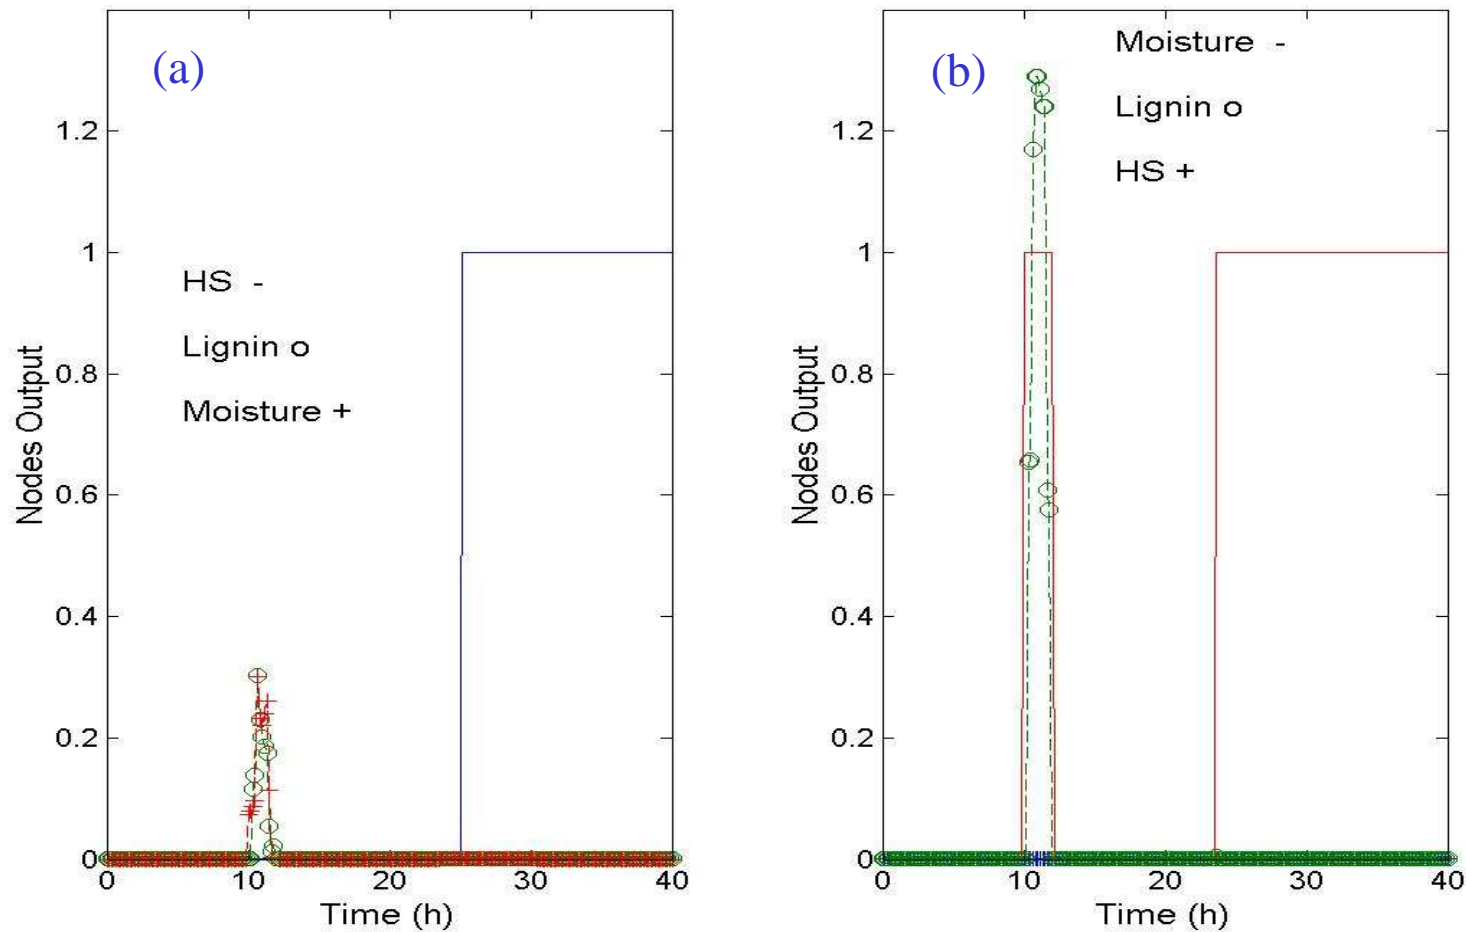 (a)
1.2
1
0.8
0.6
0.4
0.2
0
HS -
Lignin o
Moisture +
Nodes Output
0 10 20 30 40
Time (h)
(b)
Moisture -
Lignin o
HS +
1.2
1
0.8
0.6
0.4
0.2
0
Nodes Output
0 10 20 30 40
Time (h)